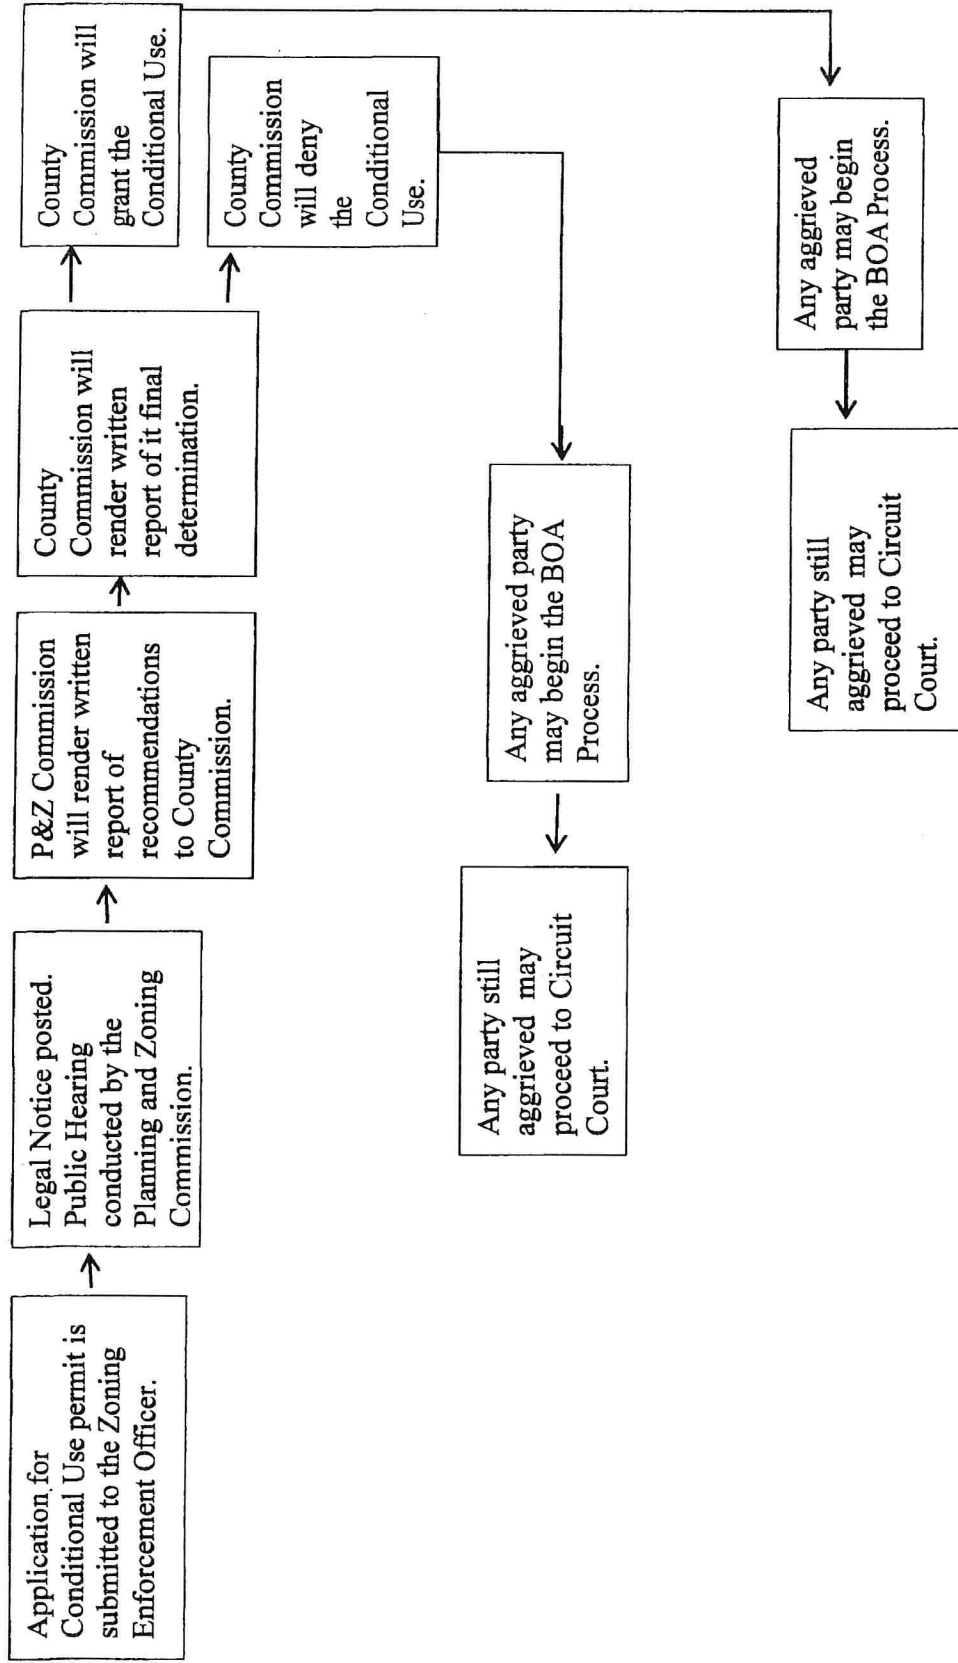 Application for
Conditional Use permit is
submitted to the Zoning
Enforcement Officer.
Legal Notice posted.
Public Hearing
conducted by the
Planning and Zoning
Commission.
P&Z Commission
will render written
report of
recommendations
to County
Commission.
County
Commission will
render written
report of it final
determination.
County
Commission will
grant the
Conditional Use.
County
Commission
will deny
the
Conditional
Use.
Any aggrieved party
may begin the BOA
Process.
Any party still
aggrieved may
proceed to Circuit
Court.
Any aggrieved
party may begin
the BOA Process.
Any party still
aggrieved may
proceed to Circuit
Court.